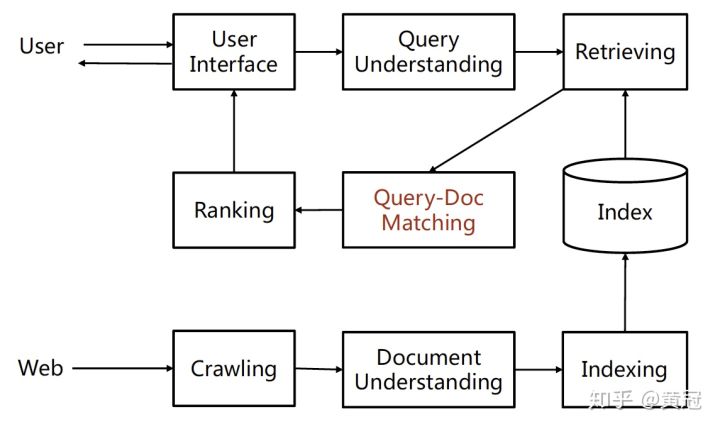 User
User
Interface
Query
Understanding
Retrieving
Ranking
Query-Doc
Matching
Index
Web
Crawling
Document
Understanding
Indexing
知乎 @黄冠